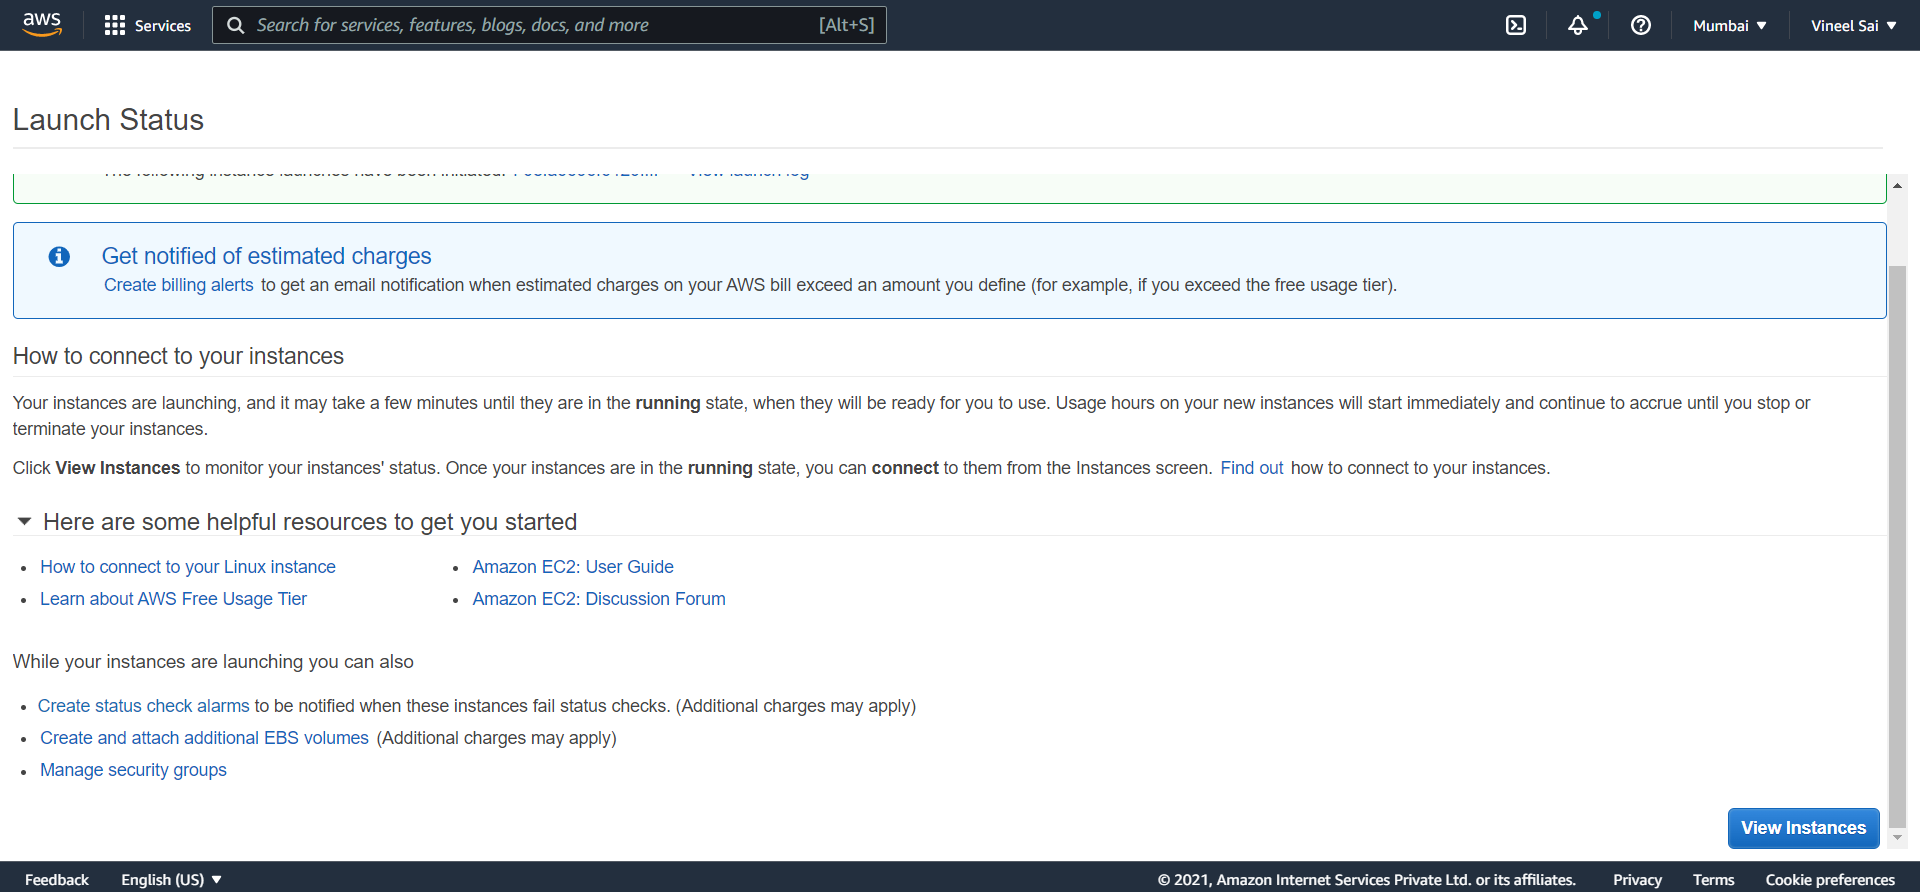 aws
Services
Search for services, features, blogs, docs, and more
[Alt+S]
Mumbai
Vineel Sai
Launch Status
The following instance launches have been initiated:
View launch log
Get notified of estimated charges
Create billing alerts to get an email notification when estimated charges on your AWS bill exceed an amount you define (for example, if you exceed the free usage tier).
How to connect to your instances
Your instances are launching, and it may take a few minutes until they are in the running state, when they will be ready for you to use. Usage hours on your new instances will start immediately and continue to accrue until you stop or
terminate your instances.
Click View Instances to monitor your instances' status. Once your instances are in the running state, you can connect to them from the Instances screen. Find out how to connect to your instances.
Here are some helpful resources to get you started
• How to connect to your Linux instance
• Amazon EC2: User Guide
• Learn about AWS Free Usage Tier
• Amazon EC2: Discussion Forum
While your instances are launching you can also
• Create status check alarms to be notified when these instances fail status checks. (Additional charges may apply)
• Create and attach additional EBS volumes (Additional charges may apply)
• Manage security groups
View Instances
Feedback
English (US)
© 2021, Amazon Internet Services Private Ltd. or its affiliates.
Privacy
Terms
Cookie preferences